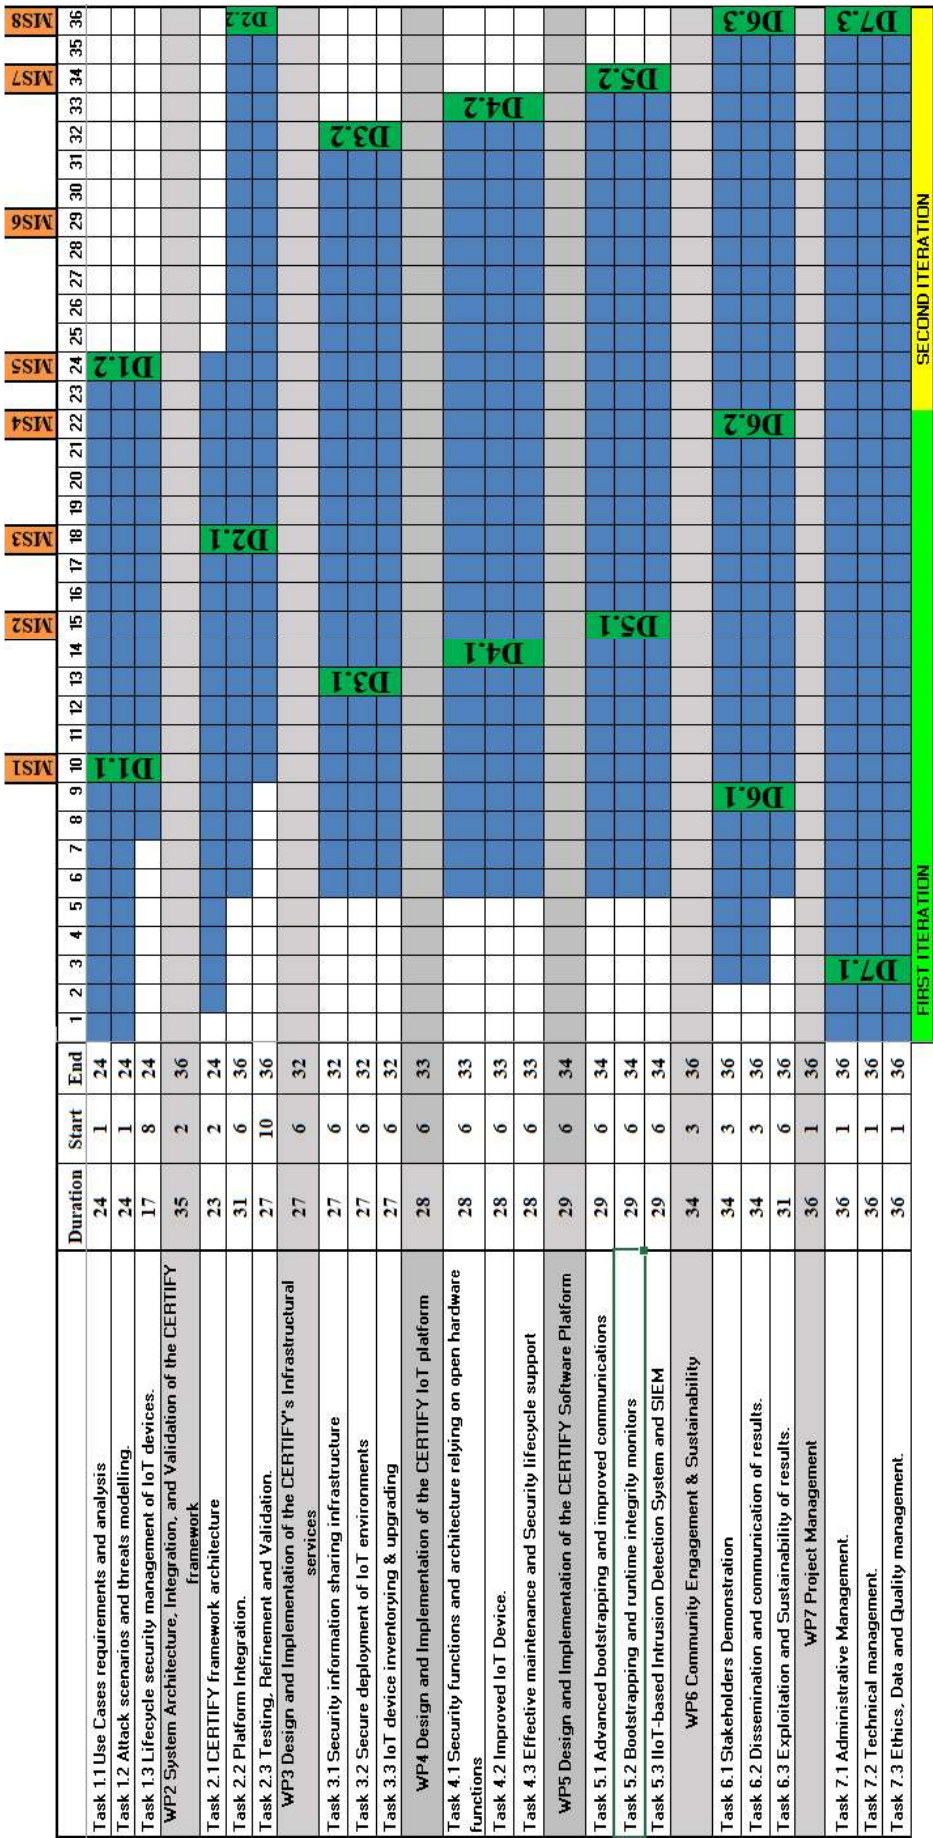 MS1 MS2 MS3 MS4 MS5 MS6 MS7 MS8
Duration Start End 1 2 3 4 5 6 7 8 9 10 11 12 13 14 15 16 17 18 19 20 21 22 23 24 25 26 27 28 29 30 31 32 33 34 35 36
Task 1.1 Use Cases requirements and analysis 24 1 24
Task 1.2 Attack scenarios and threats modelling. 24 1 24
Task 1.3 Lifecycle security management of IoT devices. 17 8 24
D1.1 D1.2
WP2 System Architecture, Integration, and Validation of the CERTIFY
framework
35 2 36
Task 2.1 CERTIFY framework architecture 23 2 24
Task 2.2 Platform Integration. 31 6 36
Task 2.3 Testing, Refinement and Validation. 27 10 36
D2.1 D2.2
WP3 Design and Implementation of the CERTIFY's Infrastructural
services
27 6 32
Task 3.1 Security information sharing infrastructure 27 6 32
Task 3.2 Secure deployment of IoT environments 27 6 32
Task 3.3 IoT device inventorying & upgrading 27 6 32
D3.1 D3.2
WP4 Design and Implementation of the CERTIFY IoT platform 28 6 33
Task 4.1 Security functions and architecture relying on open hardware
functions
28 6 33
Task 4.2 Improved IoT Device. 28 6 33
Task 4.3 Effective maintenance and Security lifecycle support 28 6 33
D4.1 D4.2
WP5 Design and Implementation of the CERTIFY Software Platform 29 6 34
Task 5.1 Advanced bootstrapping and improved communications 29 6 34
Task 5.2 Bootstrapping and runtime integrity monitors 29 6 34
Task 5.3 IIoT-based Intrusion Detection System and SIEM 29 6 34
D5.1 D5.2
WP6 Community Engagement & Sustainability 34 3 36
Task 6.1 Stakeholders Demonstration 34 3 36
Task 6.2 Dissemination and communication of results. 34 3 36
Task 6.3 Exploitation and Sustainability of results. 31 6 36
D6.1 D6.2 D6.3
WP7 Project Management 36 1 36
Task 7.1 Administrative Management. 36 1 36
Task 7.2 Technical management. 36 1 36
Task 7.3 Ethics, Data and Quality management. 36 1 36
D7.1 D7.3
FIRST ITERATION SECOND ITERATION